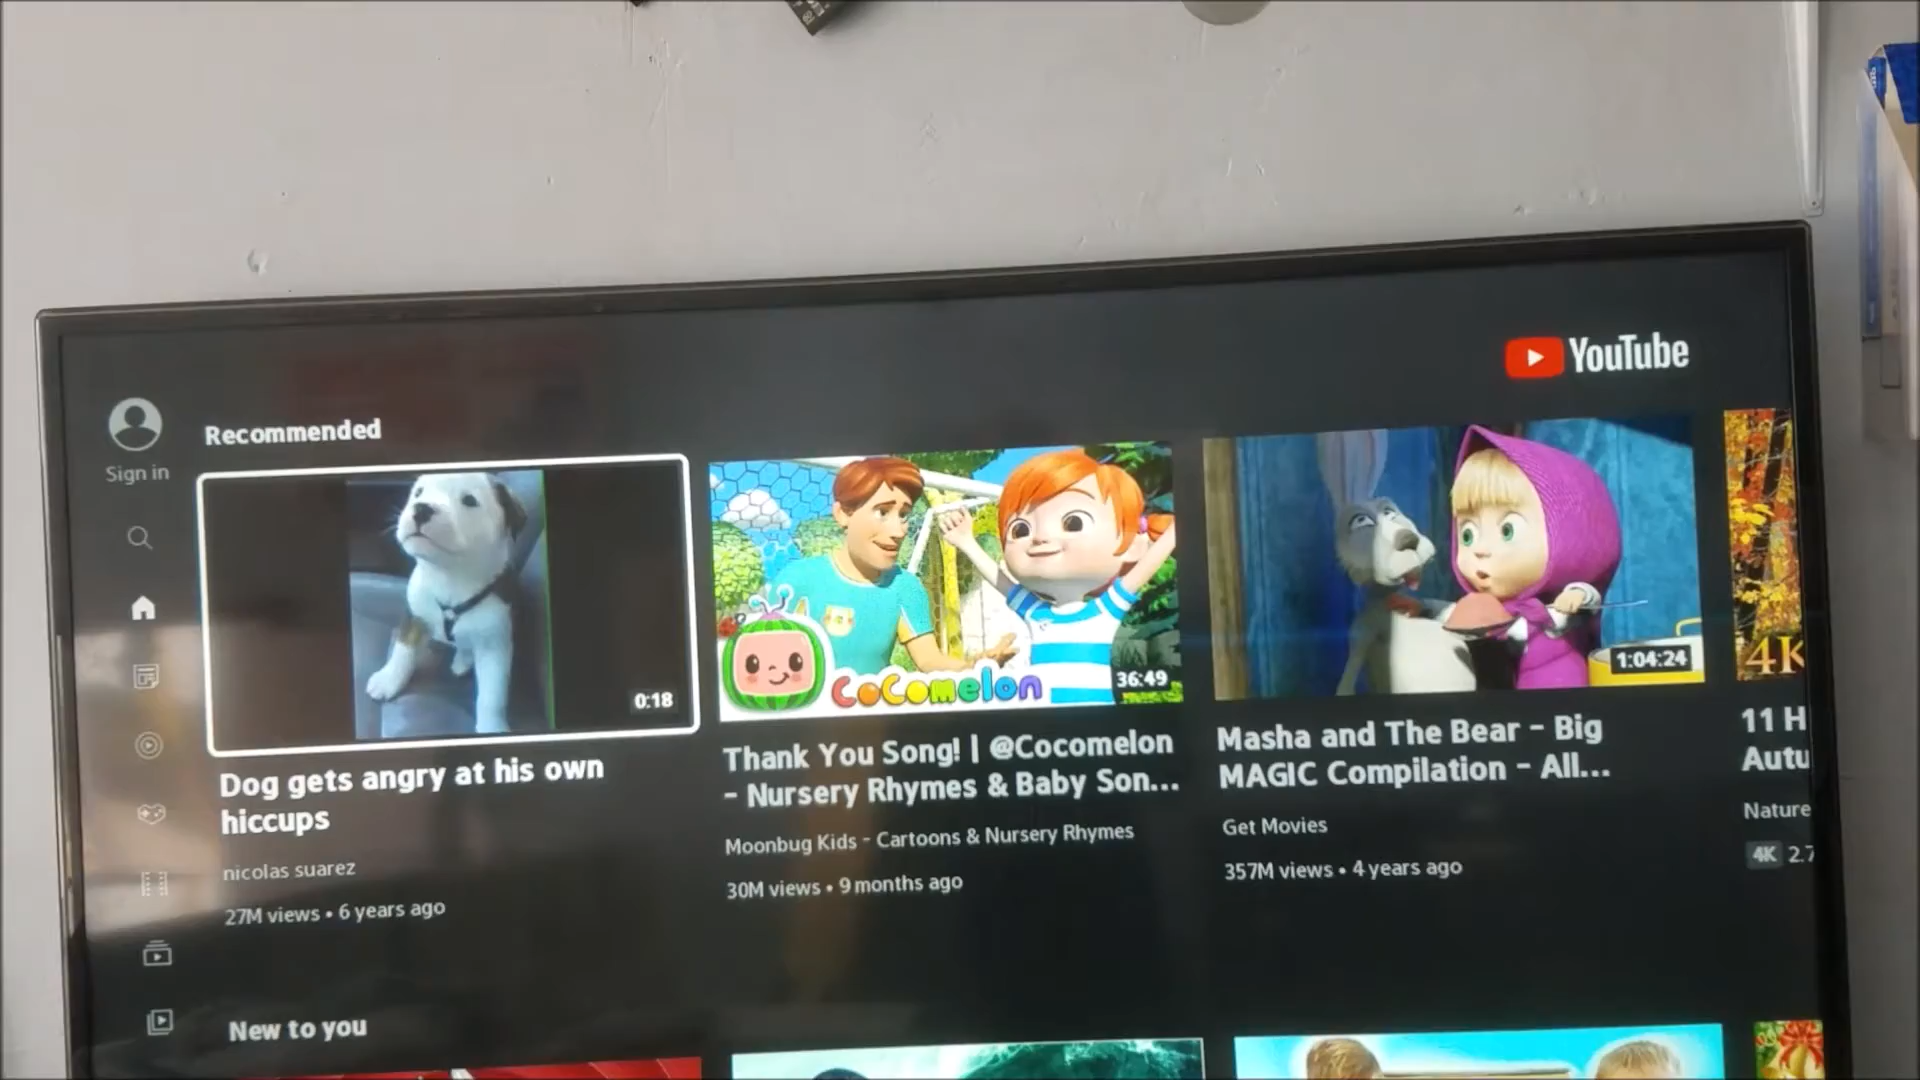 YouTube
Sign in
Recommended
0:18
Dog gets angry at his own
hiccups
nicolas suarez
27M views • 6 years ago
CoComelon
36:49
Thank You Song! | @Cocomelon
- Nursery Rhymes & Baby Son...
Moonbug Kids - Cartoons & Nursery Rhymes
30M views • 9 months ago
1:04:24
Masha and The Bear - Big
MAGIC Compilation - All...
Get Movies
357M views • 4 years ago
4K
11 H
Autu
Nature
4K 2.7
New to you